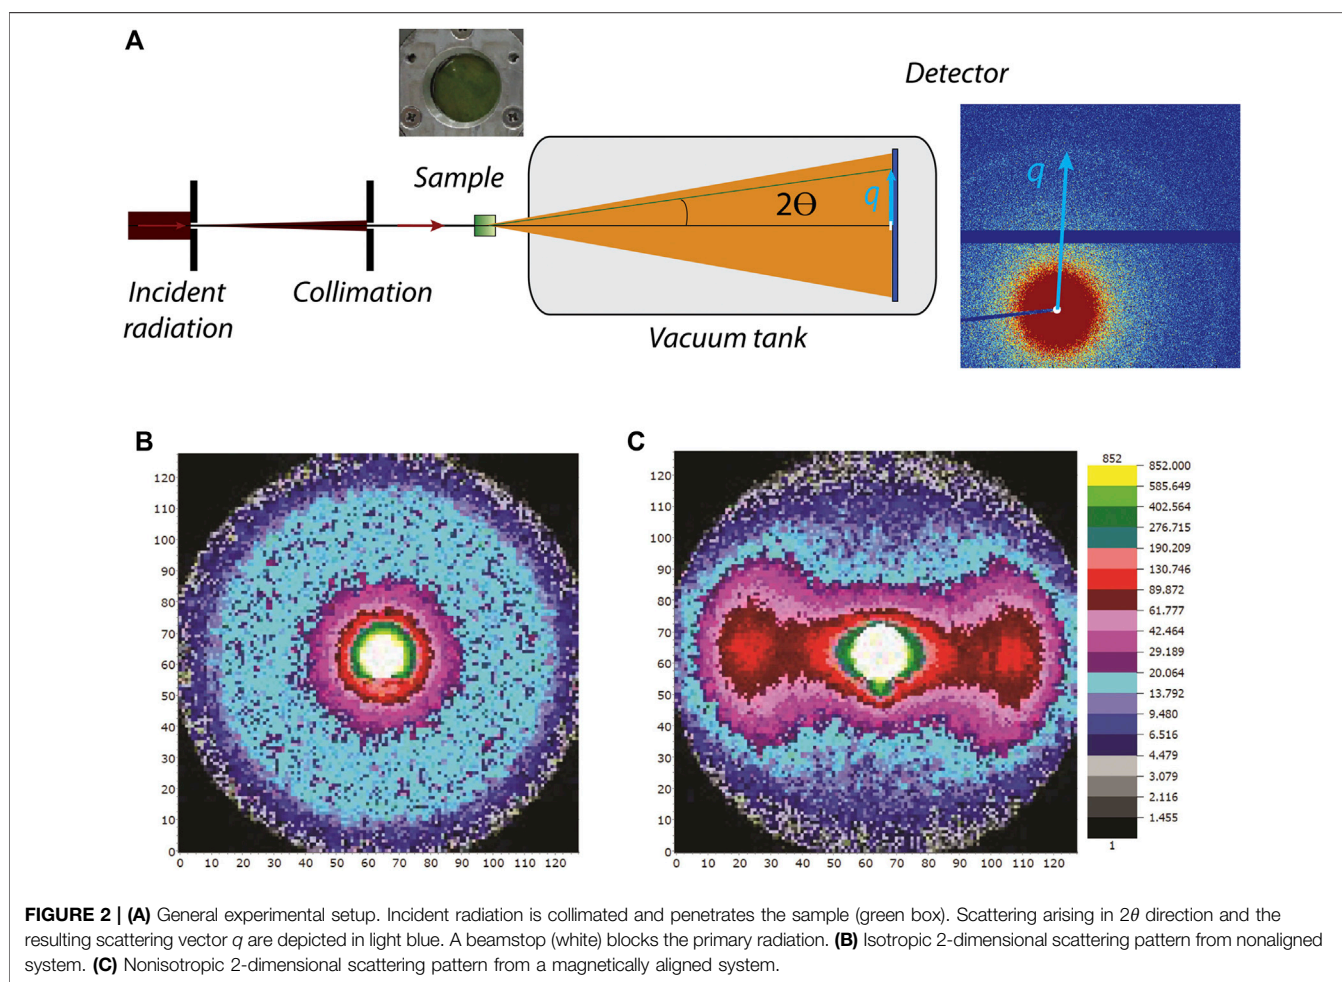 A
Detector
Sample
q
2Θ
q
Incident
radiation
Collimation
Vacuum tank
B
C
120
110
100
90
80
70
60
50
40
30
20
10
0
0 10 20 30 40 50 60 70 80 90 100 110 120
120
110
100
90
80
70
60
50
40
30
20
10
0
0 10 20 30 40 50 60 70 80 90 100 110 120
852
852.000
585.649
402.564
276.715
190.209
130.746
89.872
61.777
42.464
29.189
20.064
13.792
9.480
6.516
4.479
3.079
2.116
1.455
1
FIGURE 2 | (A) General experimental setup. Incident radiation is collimated and penetrates the sample (green box). Scattering arising in 2θ direction and the
resulting scattering vector q are depicted in light blue. A beamstop (white) blocks the primary radiation. (B) Isotropic 2-dimensional scattering pattern from nonaligned
system. (C) Nonisotropic 2-dimensional scattering pattern from a magnetically aligned system.